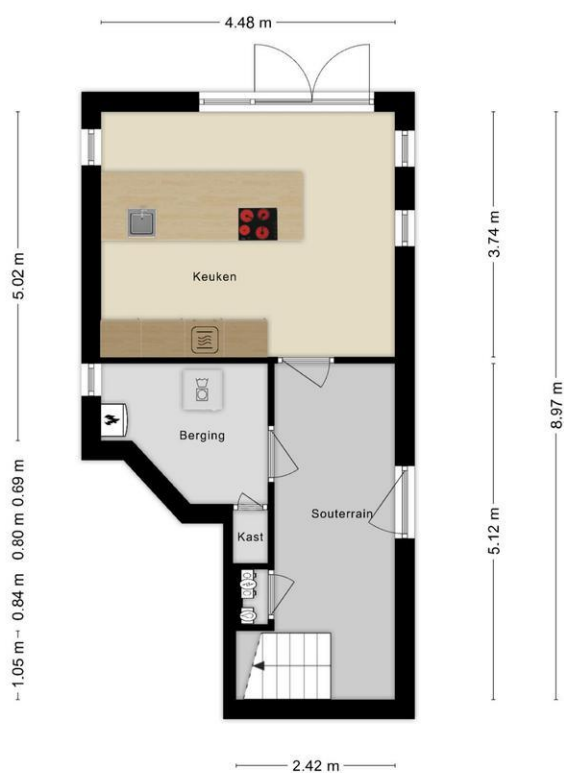 4.48 m
5.02 m
3.74 m
8.97 m
Keuken
Berging
0.69 m
Souterrain
5.12 m
0.80 m
Kast
0.84 m
1.05 m
2.42 m